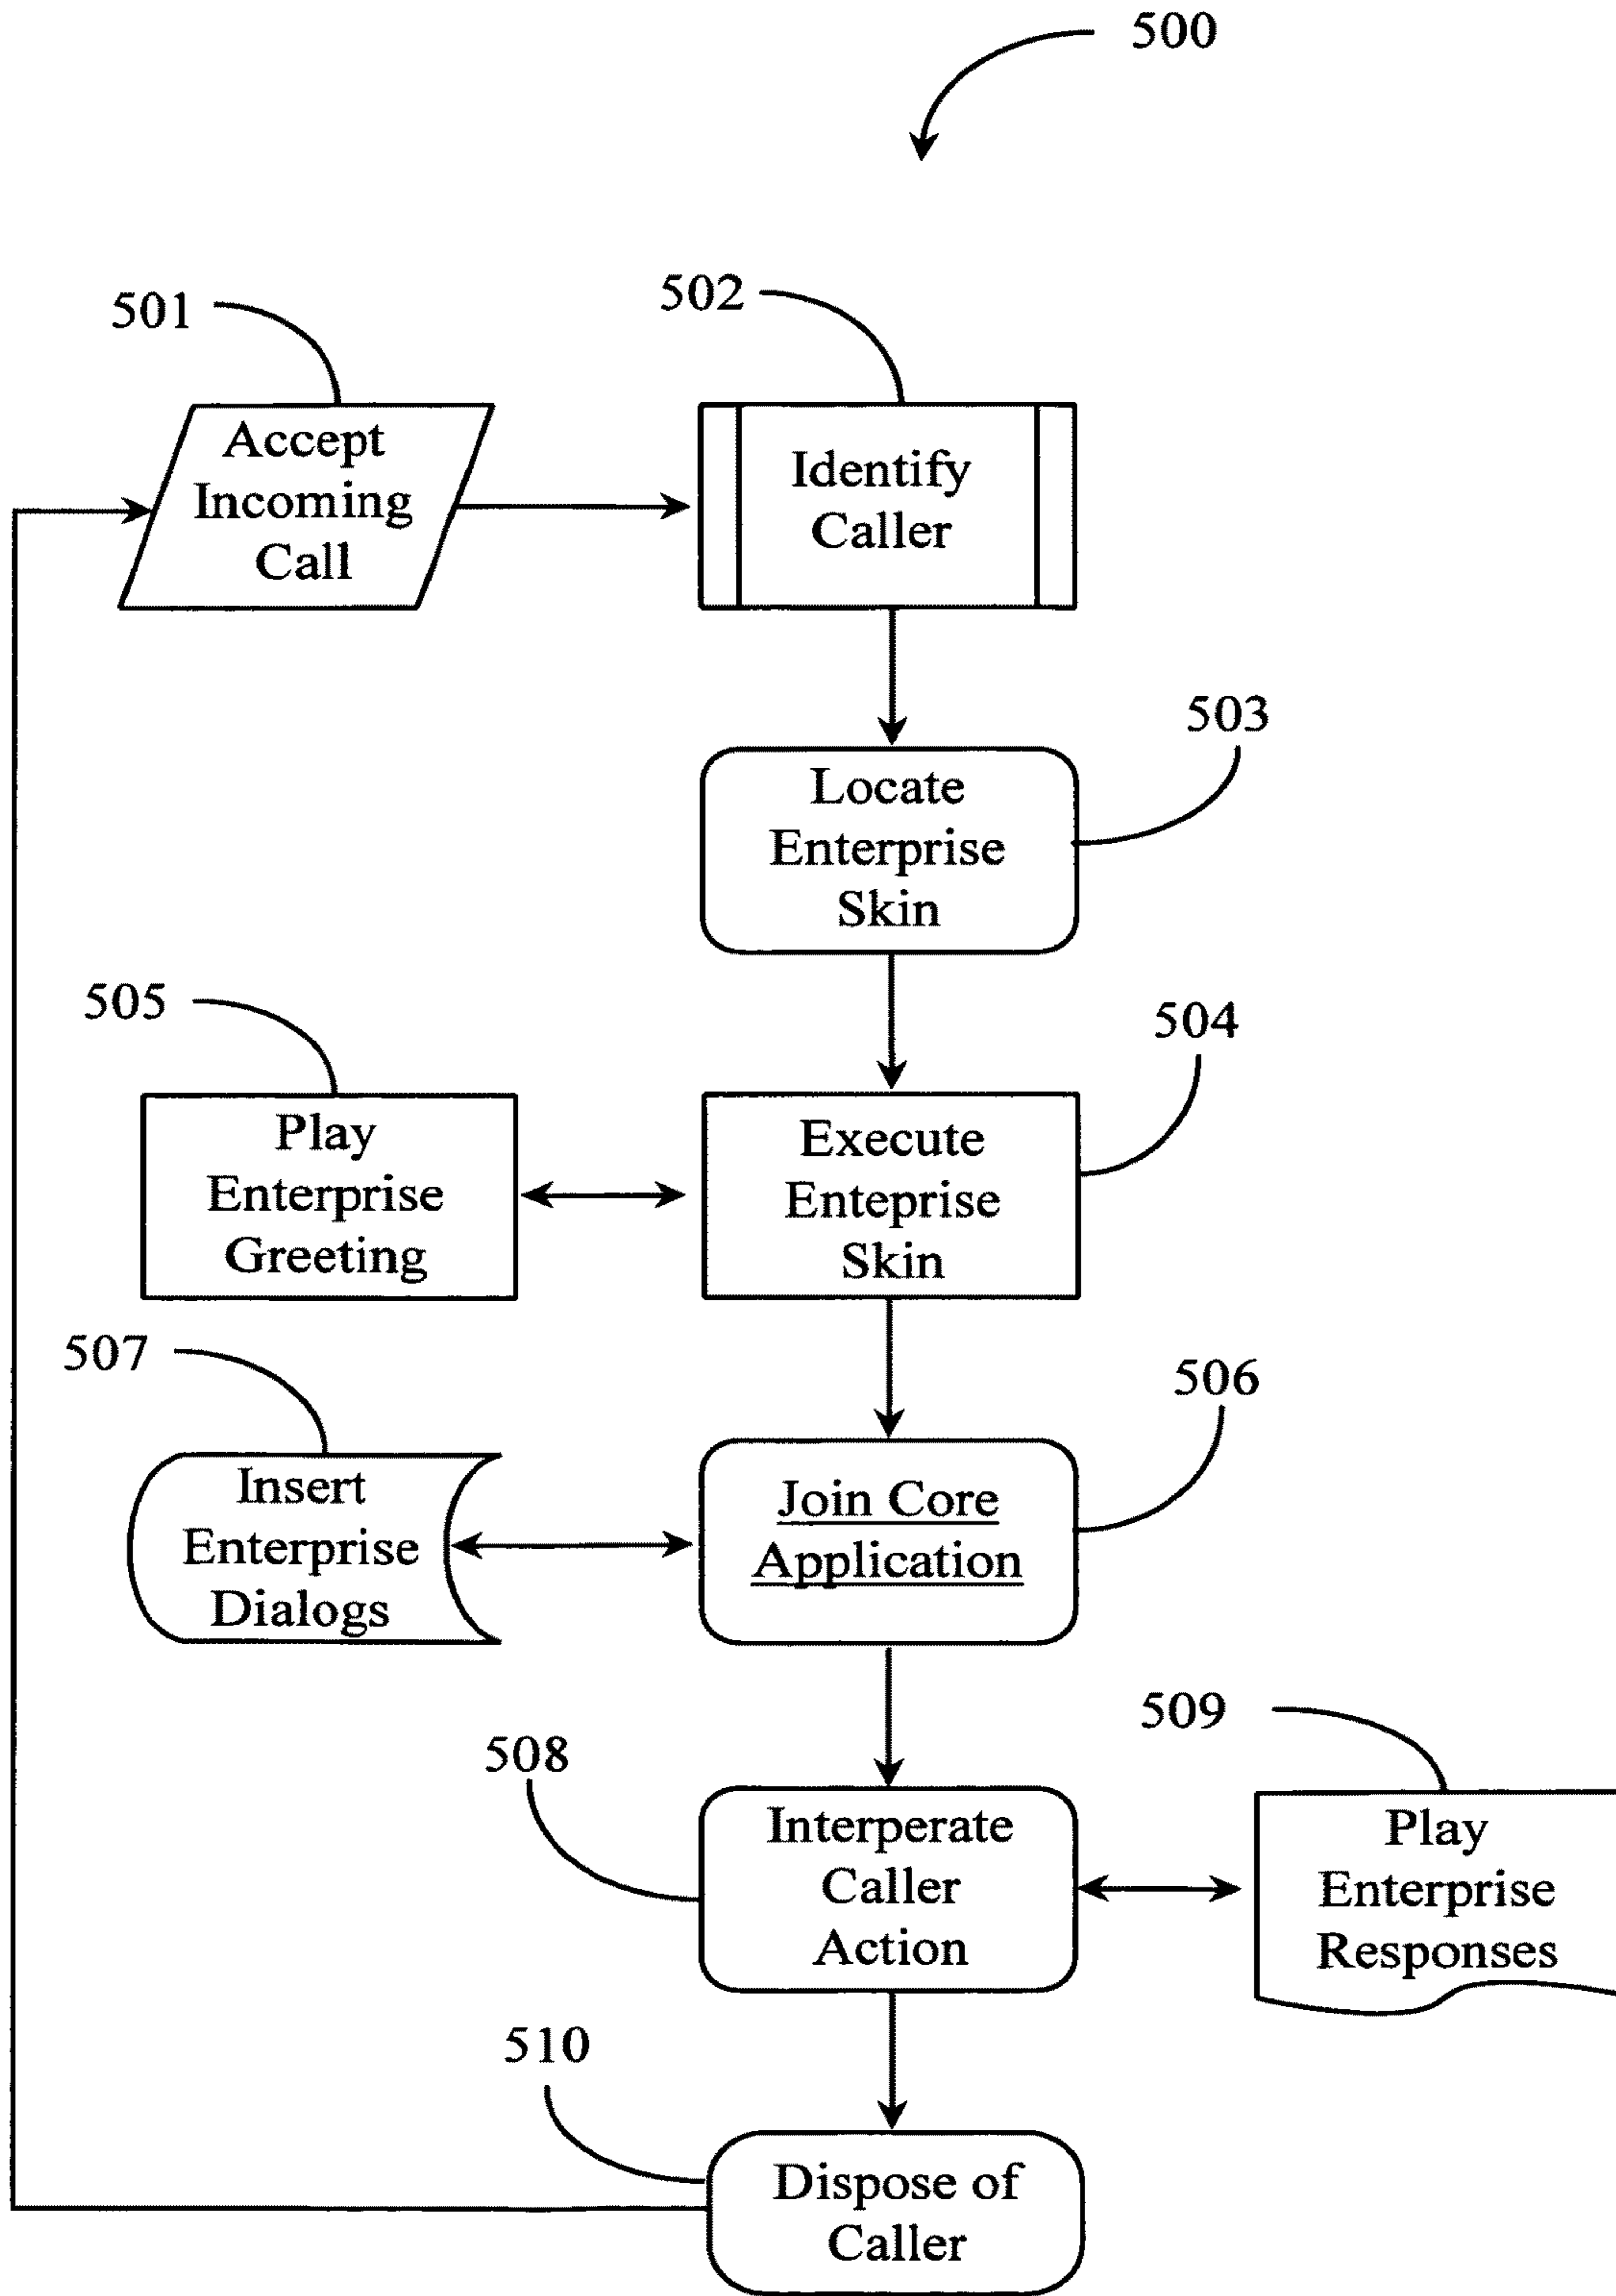 500
501
502
Accept
Incoming
Call
Identify
Caller
503
Locate
Enterprise
Skin
505
504
Play
Enterprise
Greeting
Execute
Enteprise
Skin
507
506
Insert
Enterprise
Dialogs
Join Core
Application
509
508
Interperate
Caller
Action
Play
Enterprise
Responses
510
Dispose of
Caller